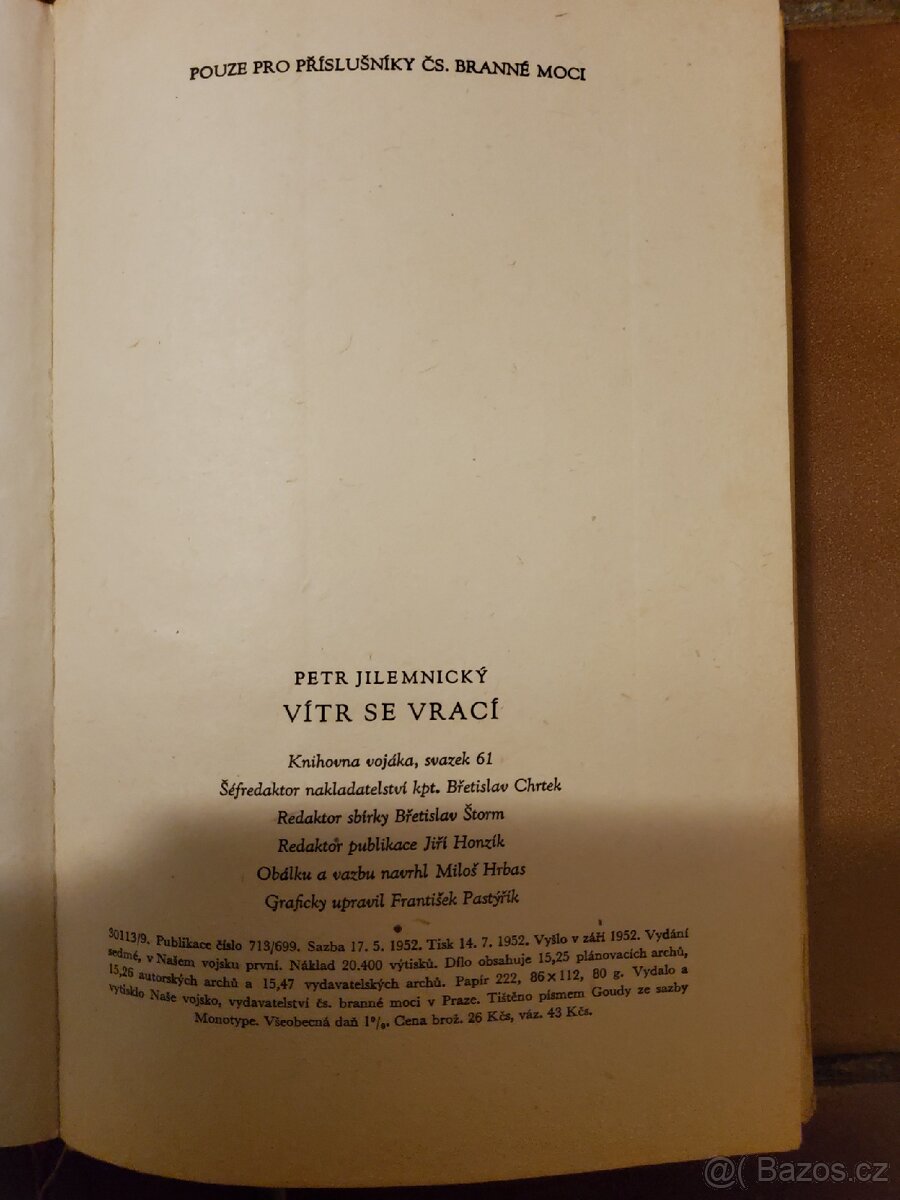 POUZE PRO PŘÍSLUŠNÍKY ČS. BRANNÉ MOCI
PETR JILEMNICKÝ
VÍTR SE VRACÍ
Knihovna vojáka, svazek 61
Šéfredaktor nakladatelství kpt. Břetislav Chrtek
Redaktor sbírky Břetislav Štorm
Redaktor publikace Jiří Honzík
Obálku a vazbu navrhl Miloš Hrbas
Graficky upravil František Pastýřík
30113/9. Publikace číslo 713/699. Sazba 17. 5. 1952. Tisk 14. 7. 1952. Vyšlo v září 1952. Vydání
sedmé, v Našem vojsku první. Náklad 20.400 výtisků. Dílo obsahuje 15,25 plánovacích archů,
15,26 autorských archů a 15,47 vydavatelských archů. Papír 222, 86×112, 80 g. Vydalo a
vytisklo Naše vojsko, vydavatelství čs. branné moci v Praze. Tištěno písmem Goudy ze sazby
Monotype. Všeobecná daň 1%. Cena brož. 26 Kčs, váz. 43 Kčs.
@( Bazos.cz